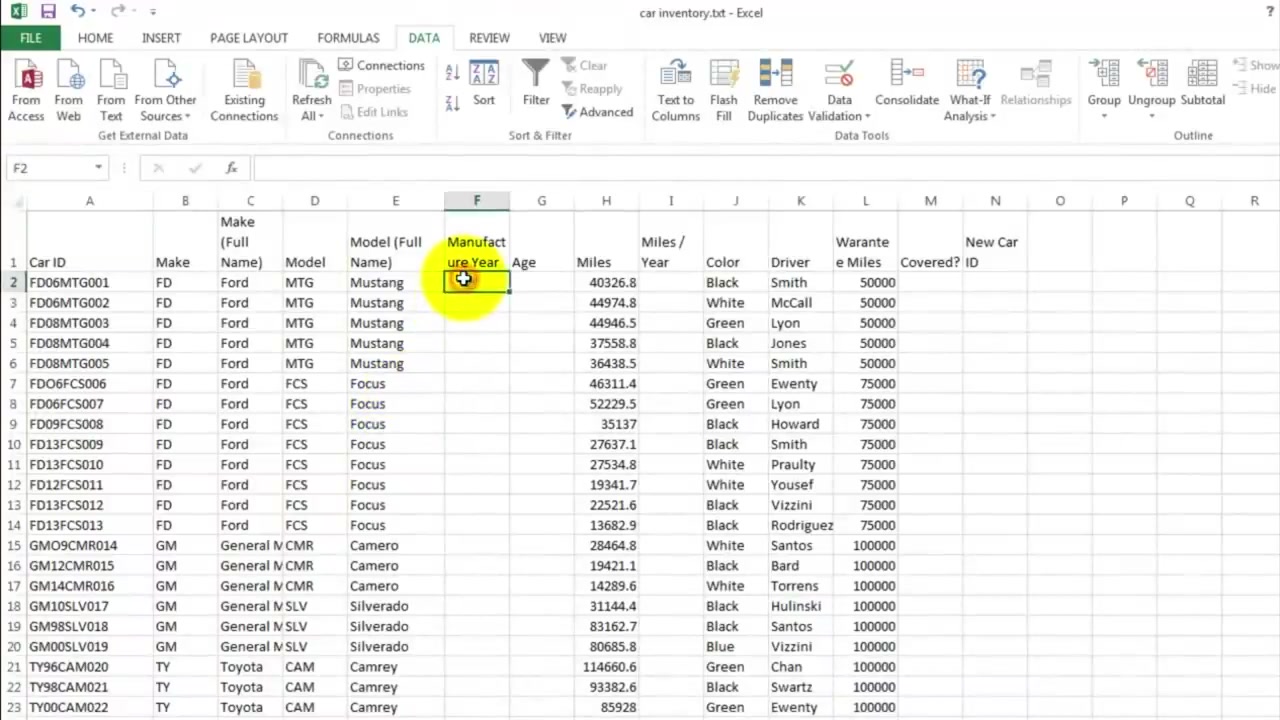 car inventory.txt - Excel
?
FILE HOME INSERT PAGE LAYOUT FORMULAS DATA REVIEW VIEW
From Access
From Web
From Text
From Other Sources
Existing Connections
Refresh All
Connections
Properties
Edit Links
A Z
Z A
Sort
Filter
Clear
Reapply
Advanced
Text to Columns
Flash Fill
Remove Duplicates
Data Validation
Consolidate
What-If Analysis
Relationships
Group
Ungroup
Subtotal
Show
Hide
Get External Data Connections Sort & Filter Data Tools Outline
F2 fx
A B C D E F G H I J K L M N O P Q R
1 Car ID Make Make (Full Name) Model Model (Full Name) Manufact ure Year Age Miles Miles / Year Color Driver Warante e Miles Covered? New Car ID
2 FD06MTG001 FD Ford MTG Mustang 40326.8 Black Smith 50000
3 FD06MTG002 FD Ford MTG Mustang 44974.8 White McCall 50000
4 FD08MTG003 FD Ford MTG Mustang 44946.5 Green Lyon 50000
5 FD08MTG004 FD Ford MTG Mustang 37558.8 Black Jones 50000
6 FD08MTG005 FD Ford MTG Mustang 36438.5 White Smith 50000
7 FDO6FCS006 FD Ford FCS Focus 46311.4 Green Ewenty 75000
8 FD06FCS007 FD Ford FCS Focus 52229.5 Green Lyon 75000
9 FD09FCS008 FD Ford FCS Focus 35137 Black Howard 75000
10 FD13FCS009 FD Ford FCS Focus 27637.1 Black Smith 75000
11 FD13FCS010 FD Ford FCS Focus 27534.8 White Praulty 75000
12 FD12FCS011 FD Ford FCS Focus 19341.7 White Yousef 75000
13 FD13FCS012 FD Ford FCS Focus 22521.6 Black Vizzini 75000
14 FD13FCS013 FD Ford FCS Focus 13682.9 Black Rodriguez 75000
15 GMO9CMR014 GM General M CMR Camero 28464.8 White Santos 100000
16 GM12CMR015 GM General M CMR Camero 19421.1 Black Bard 100000
17 GM14CMR016 GM General M CMR Camero 14289.6 White Torrens 100000
18 GM10SLV017 GM General M SLV Silverado 31144.4 Black Hulinski 100000
19 GM98SLV018 GM General M SLV Silverado 83162.7 Black Santos 100000
20 GM00SLV019 GM General M SLV Silverado 80685.8 Blue Vizzini 100000
21 TY96CAM020 TY Toyota CAM Camrey 114660.6 Green Chan 100000
22 TY98CAM021 TY Toyota CAM Camrey 93382.6 Black Swartz 100000
23 TY00CAM022 TY Toyota CAM Camrey 85928 Green Ewenty 100000